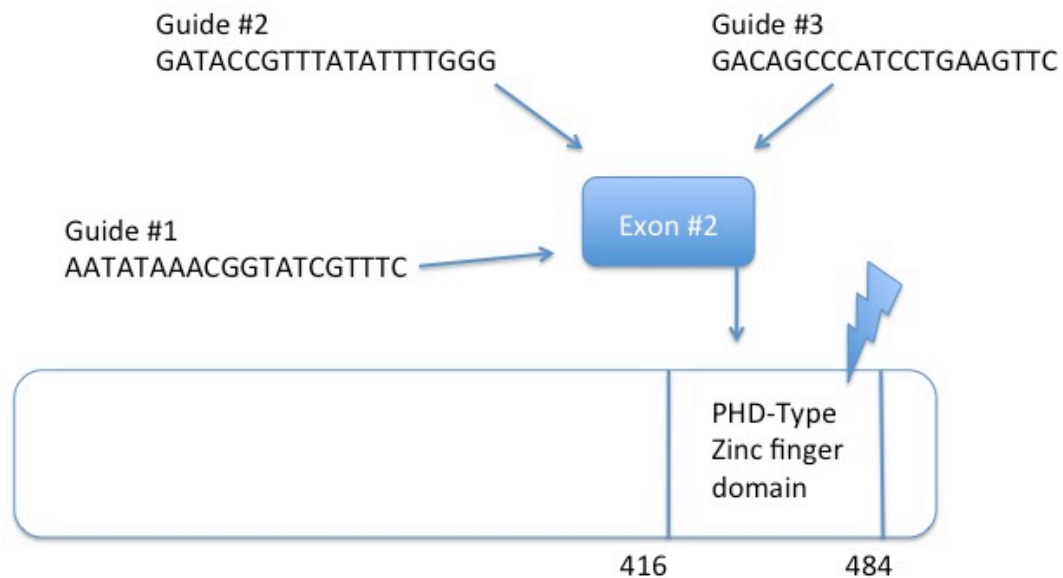 Guide #2
GATACCGTTTATATTTTGGG
Guide #3
GACAGCCCATCCTGAAGTTC
Guide #1
AATATAAACGGTATCGTTTC
Exon #2
PHD-Type
Zinc finger
domain
416
484